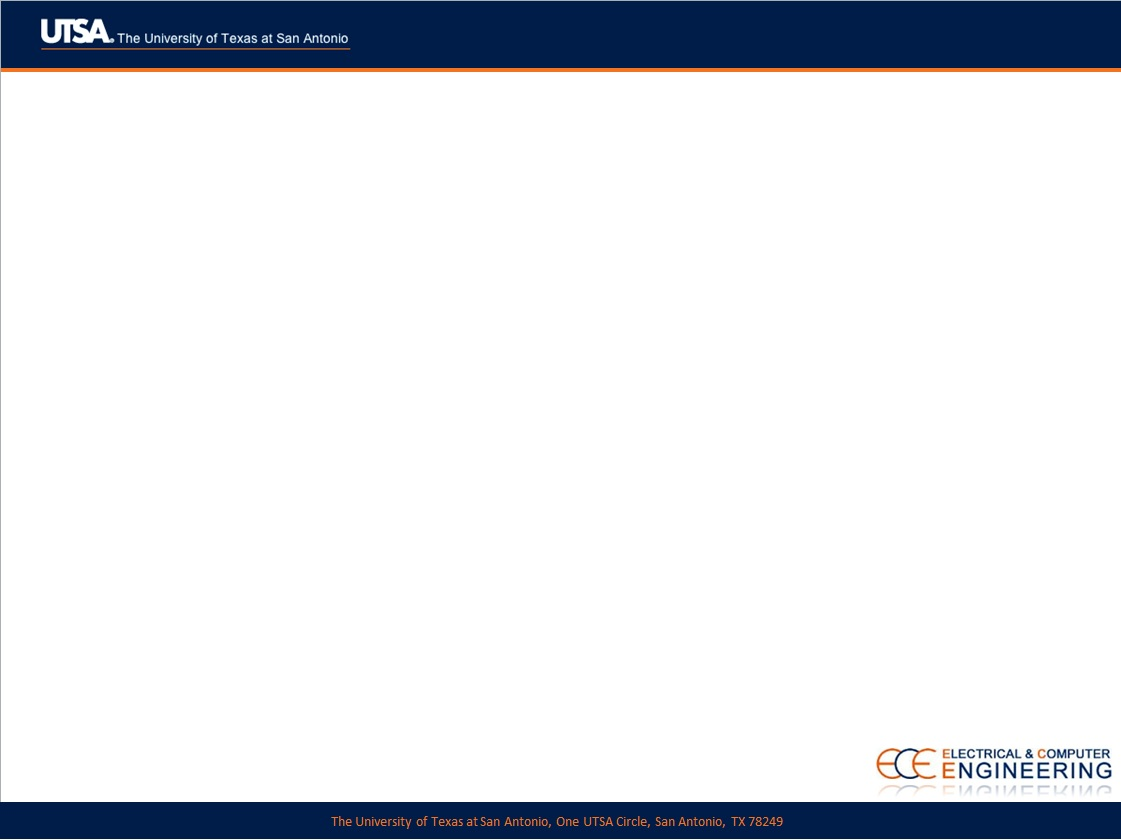 UTSA. The University of Texas at San Antonio
ECE ELECTRICAL & COMPUTER
ENGINEERING
The University of Texas at San Antonio, One UTSA Circle, San Antonio, TX 78249